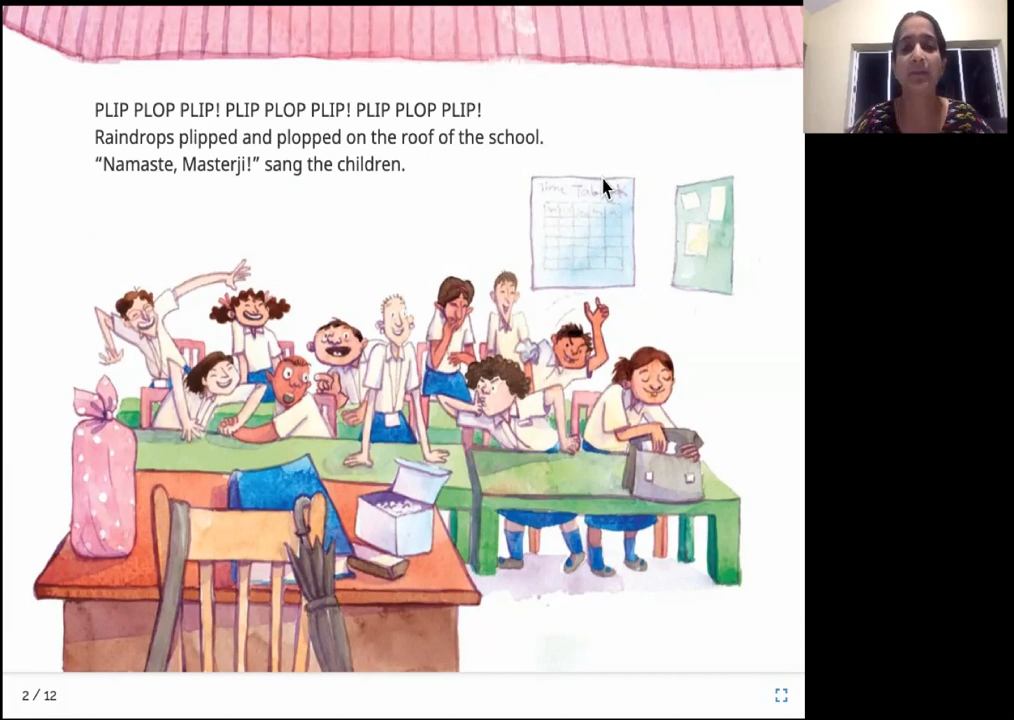 PLIP PLOP PLIP! PLIP PLOP PLIP! PLIP PLOP PLIP!
Raindrops plipped and plopped on the roof of the school.
“Namaste, Masterji!” sang the children.
Time
2 / 12